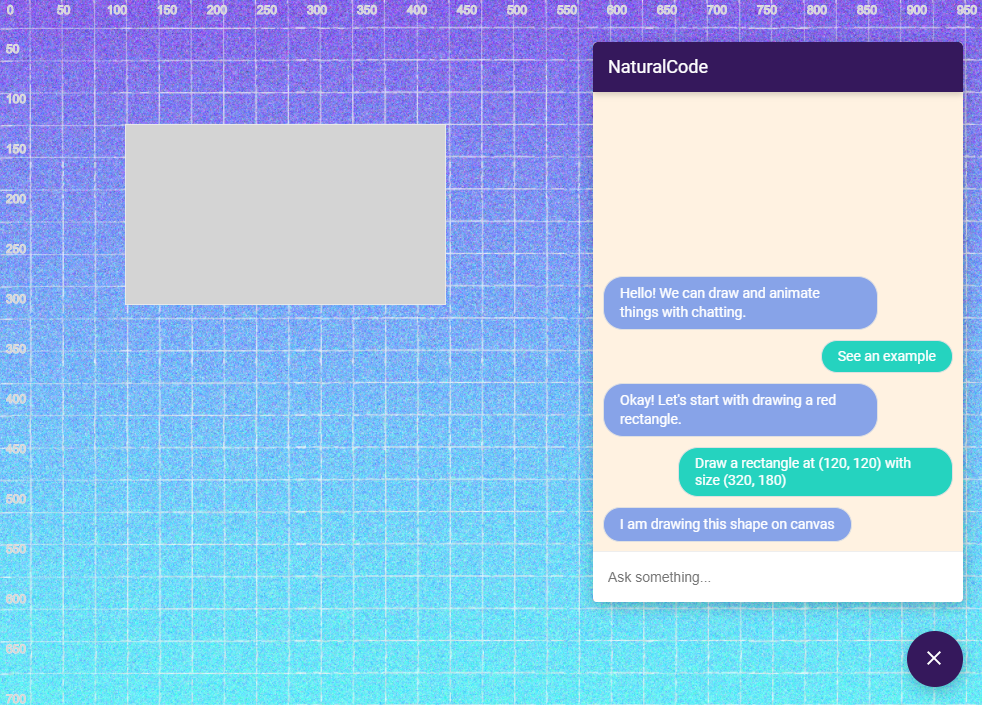 0 50 100 150 200 250 300 350 400 450 500 550 600 650 700 750 800 850 900 950
50
100
150
200
250
300
350
400
450
500
550
600
650
700
NaturalCode
Hello! We can draw and animate
things with chatting.
See an example
Okay! Let's start with drawing a red
rectangle.
Draw a rectangle at (120, 120) with
size (320, 180)
I am drawing this shape on canvas
Ask something...